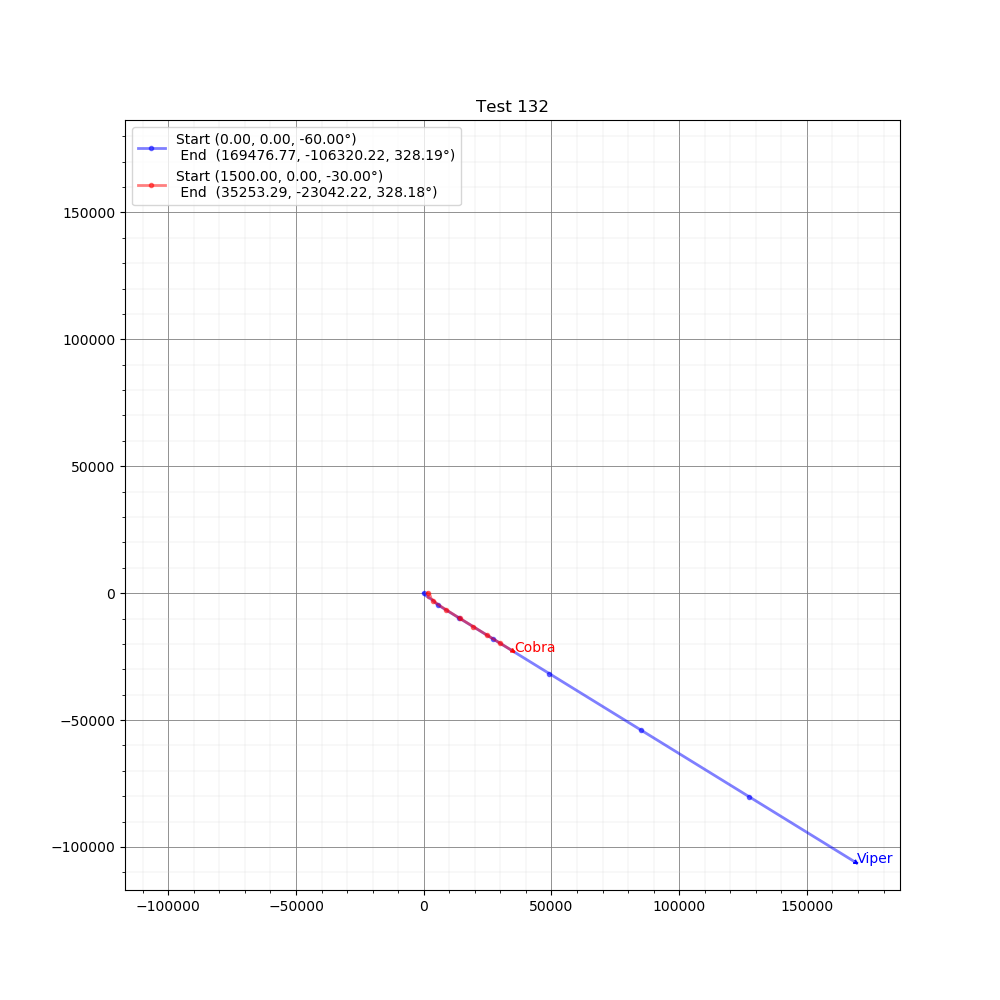 Test 132
Start (0.00, 0.00, -60.00°)
End (169476.77, -106320.22, 328.19°)
Start (1500.00, 0.00, -30.00°)
End (35253.29, -23042.22, 328.18°)
150000
100000
50000
0
−50000
−100000
Cobra
Viper
−100000 −50000 0 50000 100000 150000